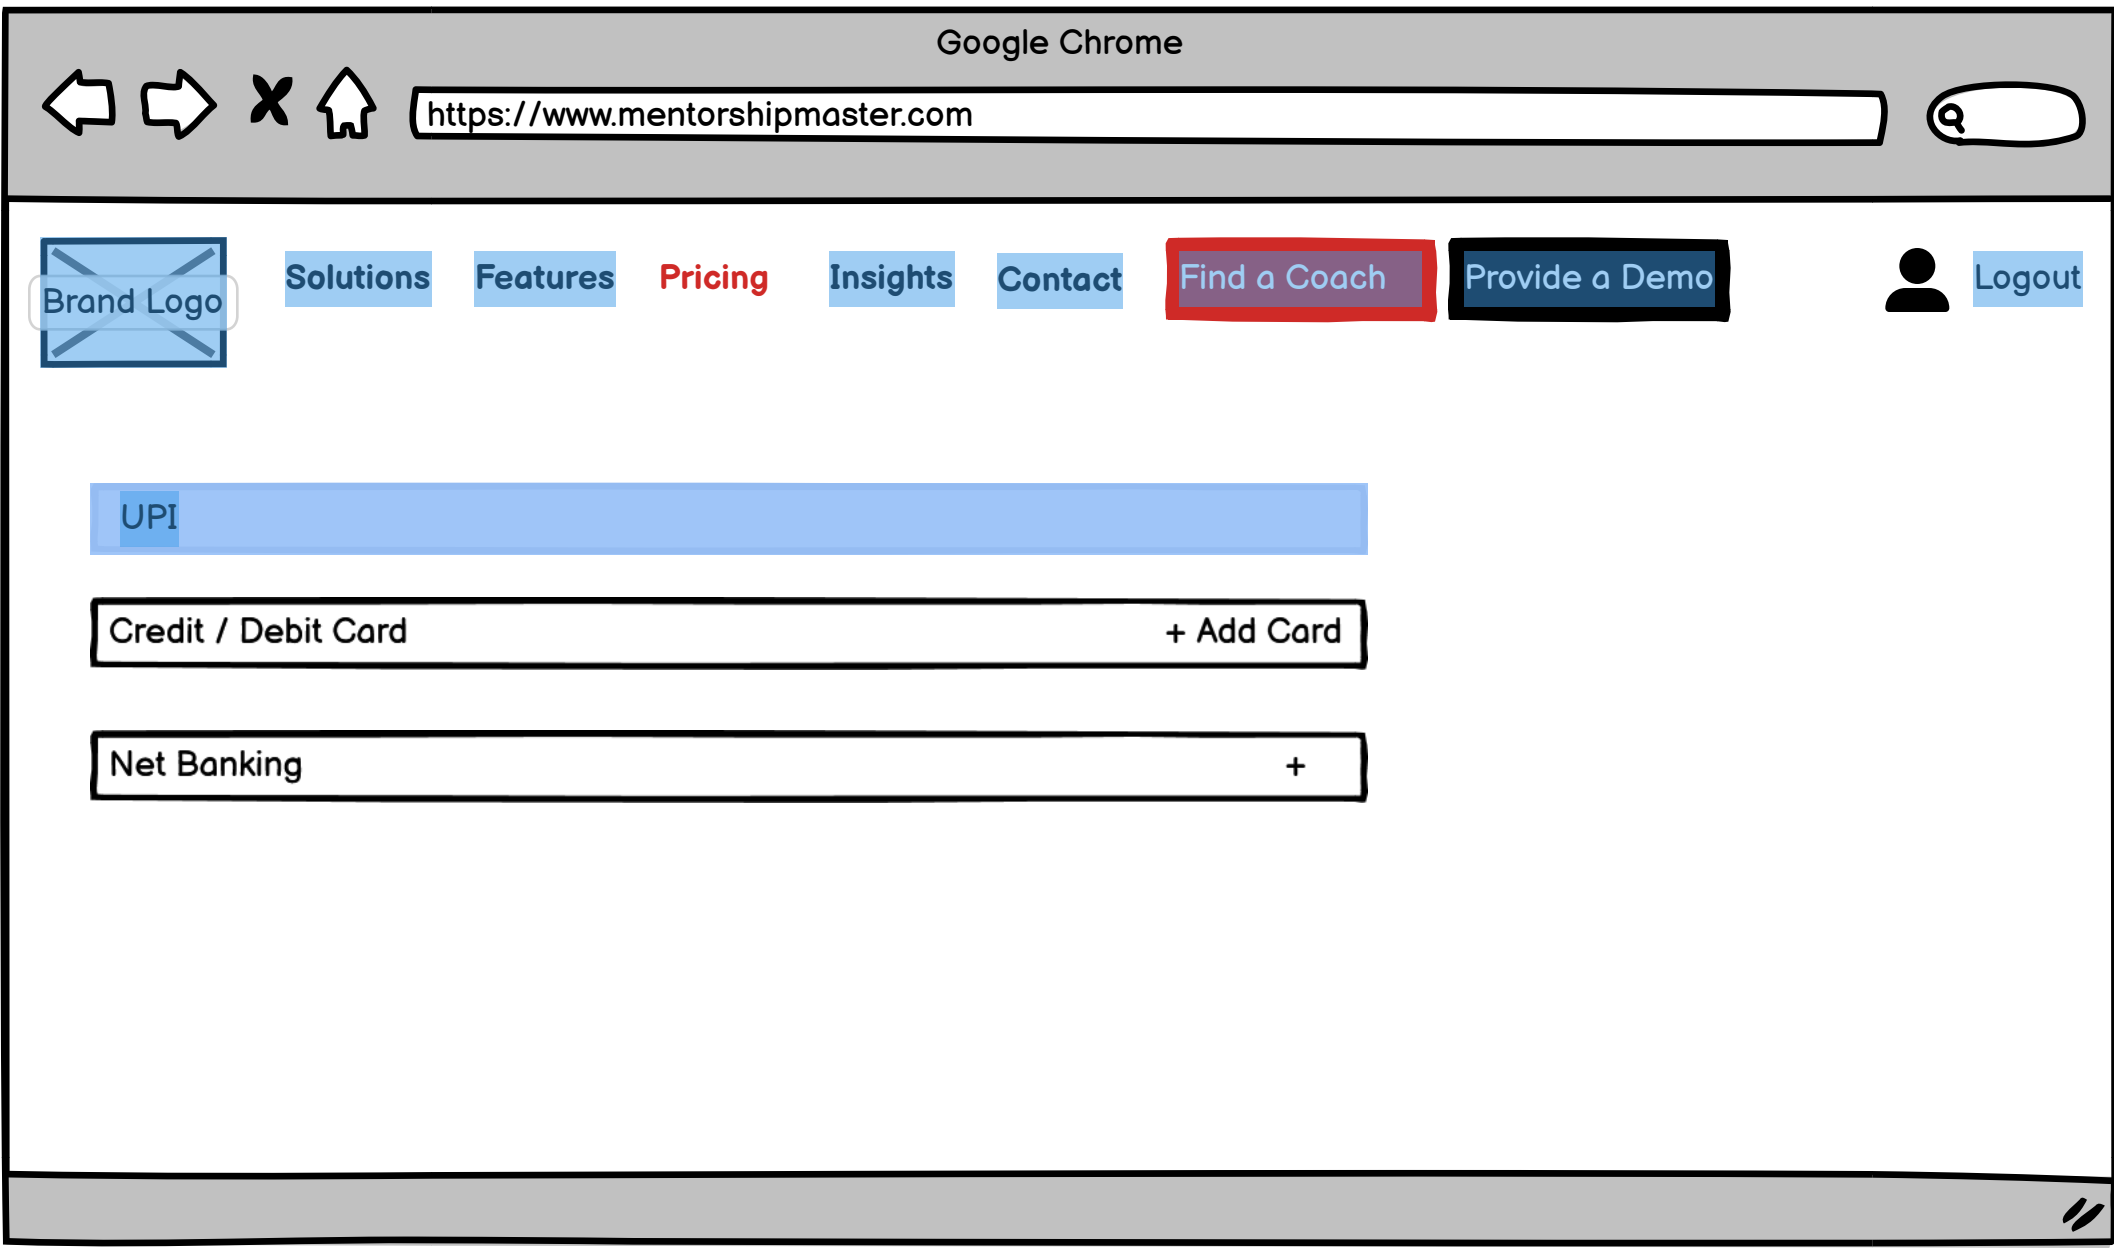 Google Chrome
https://www.mentorshipmaster.com
Brand Logo
Solutions Features Pricing Insights Contact Find a Coach Provide a Demo Logout
UPI
Credit / Debit Card + Add Card
Net Banking +